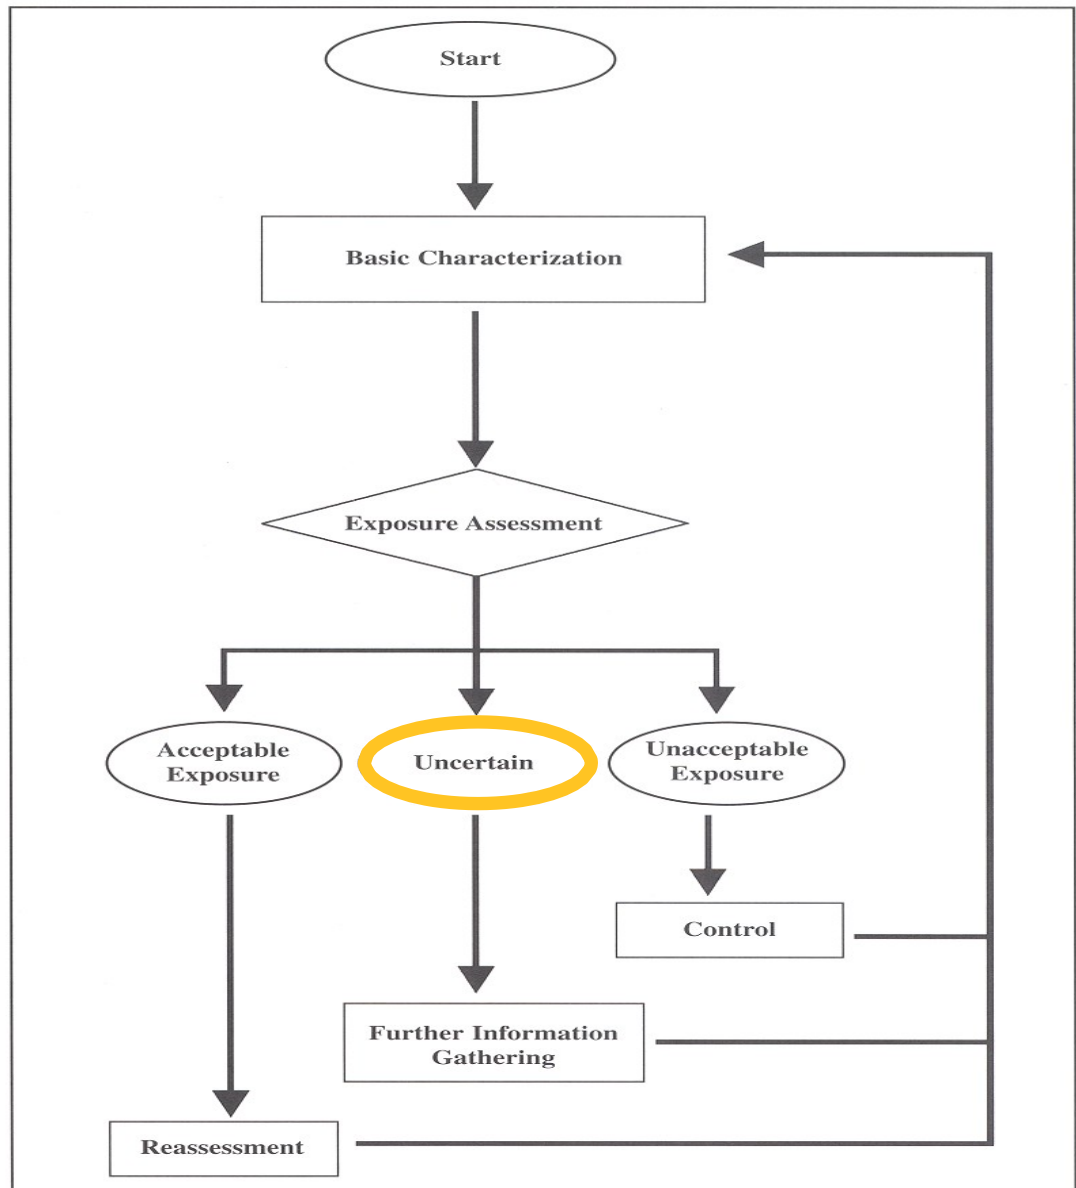 Start
Basic Characterization
Exposure Assessment
Acceptable
Exposure
Uncertain
Unacceptable
Exposure
Control
Further Information
Gathering
Reassessment